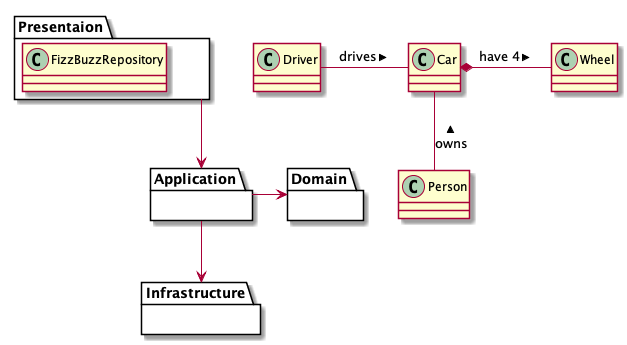 Presentaion
C FizzBuzzRepository
C Driver
drives ►
C Car
have 4 ►
C Wheel
▲
owns
C Person
Application
Domain
Infrastructure